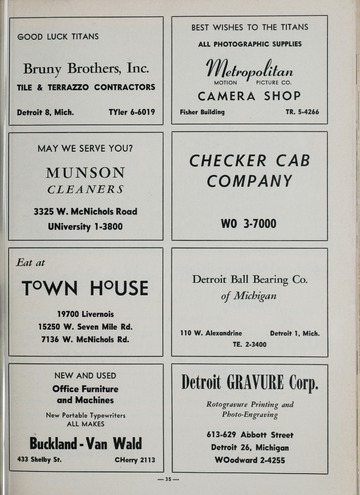 GOOD LUCK TITANS
Bruny Brothers, Inc.
TILE & TERRAZZO CONTRACTORS
Detroit 8, Mich. TYler 6-6019
BEST WISHES TO THE TITANS
ALL PHOTOGRAPHIC SUPPLIES
Metropolitan
MOTION PICTURE CO.
CAMERA SHOP
Fisher Building TR. 5-4266
MAY WE SERVE YOU?
MUNSON
CLEANERS
3325 W. McNichols Road
UNiversity 1-3800
CHECKER CAB
COMPANY
WO 3-7000
Eat at
TOWN HOUSE
19700 Livernois
15250 W. Seven Mile Rd.
7136 W. McNichols Rd.
Detroit Ball Bearing Co.
of Michigan
110 W. Alexandrine Detroit 1, Mich.
TE. 2-3400
NEW AND USED
Office Furniture
and Machines
New Portable Typewriters
ALL MAKES
Buckland-Van Wald
433 Shelby St. CHerry 2113
Detroit GRAVURE Corp.
Rotogravure Printing and
Photo-Engraving
613-629 Abbott Street
Detroit 26, Michigan
WOodward 2-4255
— 35 —